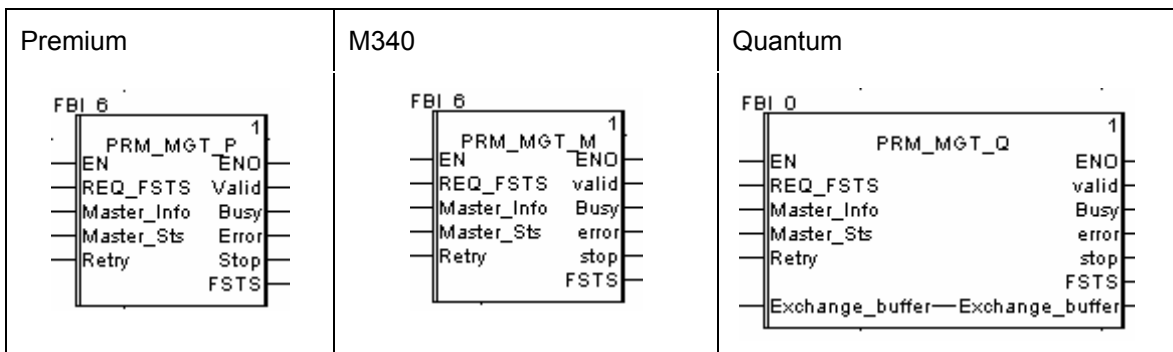 Premium M340 Quantum
FBI_6
1
PRM_MGT_P
EN ENO
REQ_FSTS Valid
Master_Info Busy
Master_Sts Error
Retry Stop
FSTS
FBI_6
1
PRM_MGT_M
EN ENO
REQ_FSTS valid
Master_Info Busy
Master_Sts error
Retry stop
FSTS
FBI_0
1
PRM_MGT_Q
EN ENO
REQ_FSTS valid
Master_Info Busy
Master_Sts error
Retry stop
FSTS
Exchange_buffer Exchange_buffer